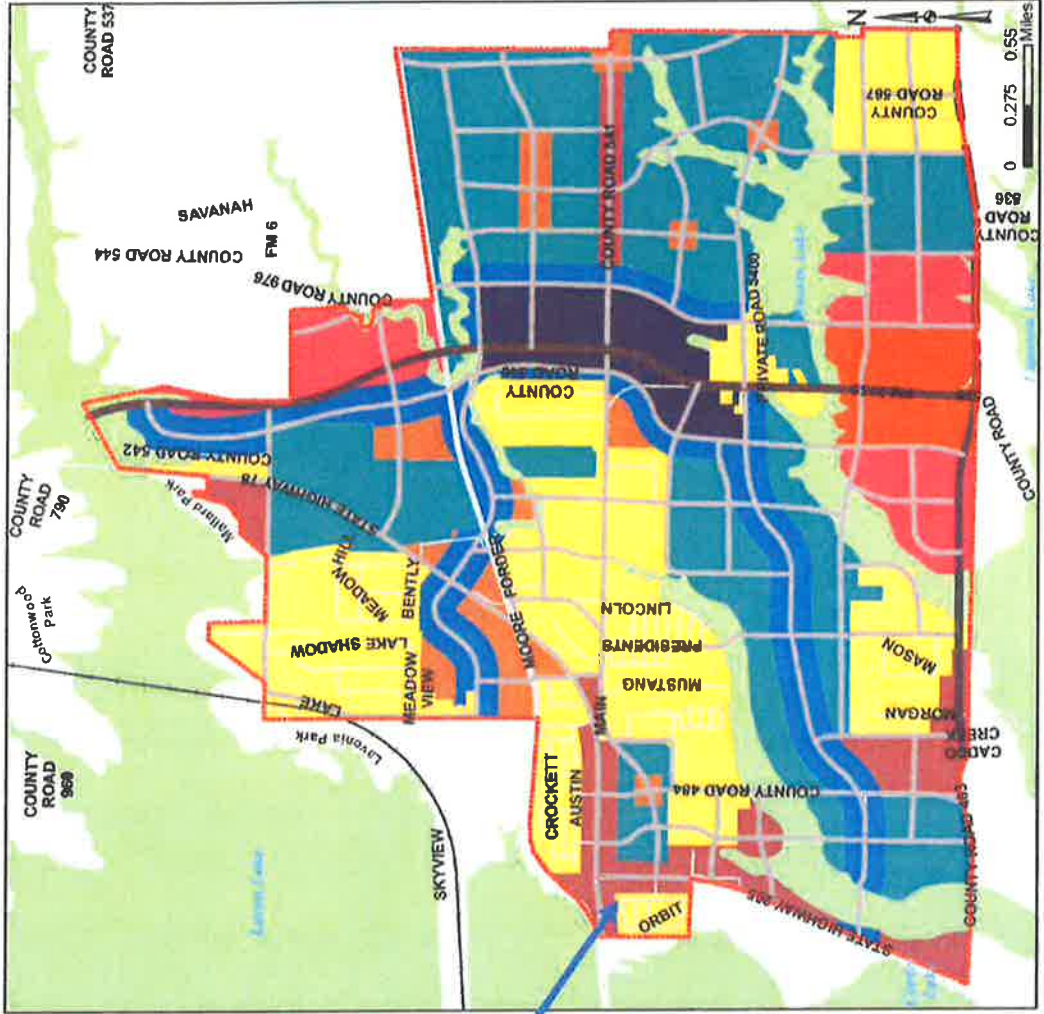 COUNTY
ROAD 537
COUNTY
ROAD
790
Cottonwood
Park
COUNTY
ROAD
969
SAVANAH
COUNTY ROAD 544
FM 6
COUNTY ROAD 976
COUNTY ROAD 542
STATE HIGHWAY 78
Mallard Park
MEADOW HILL
BENTLY
LAKE SHADOW
MEADOW
VIEW
LAKE
Lavonia Park
SKYVIEW
MOORE
PORDER
COUNTY
ROAD
COUNTY ROAD 541
N
LINCOLN
PRESIDENTS
MUSTANG
MAIN
CROCKETT
AUSTIN
ORBIT
COUNTY ROAD 484
STATE HIGHWAY 205
PRIVATE ROAD 5400
COUNTY
ROAD 567
COUNTY
ROAD
836
COUNTY ROAD
MASON
MORGAN
CADDO
CREEK
COUNTY ROAD 483
Lavon Lake
0 0.275 0.55
Miles